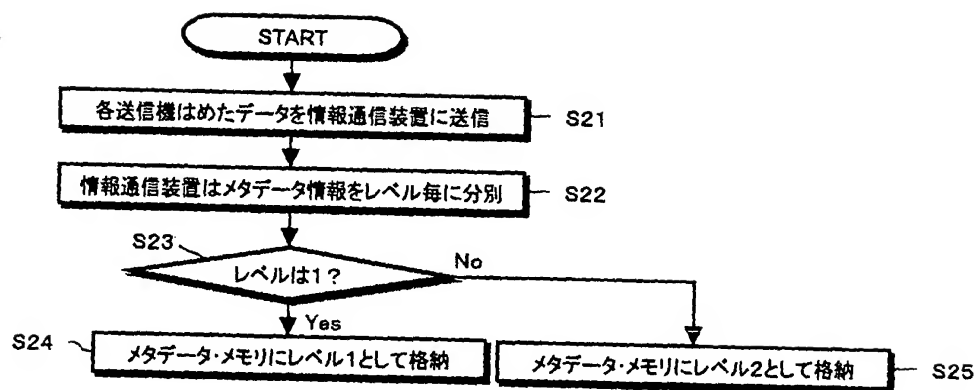 START
各送信機はめたデータを情報通信装置に送信
S21
情報通信装置はメタデータ情報をレベル毎に分別
S22
S23
レベルは1？
No
Yes
S24
メタデータ・メモリにレベル1として格納
メタデータ・メモリにレベル2として格納
S25